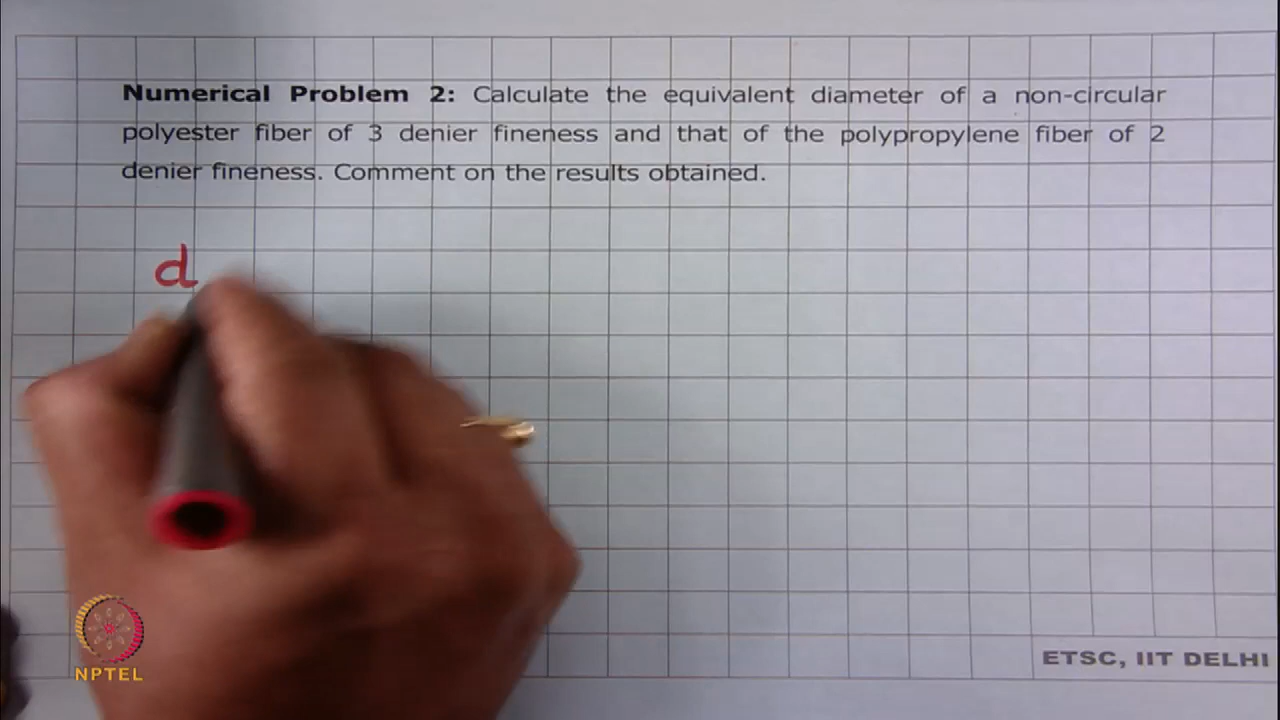 Numerical Problem 2: Calculate the equivalent diameter of a non-circular
polyester fiber of 3 denier fineness and that of the polypropylene fiber of 2
denier fineness. Comment on the results obtained.
d
NPTEL
ETSC, IIT DELHI